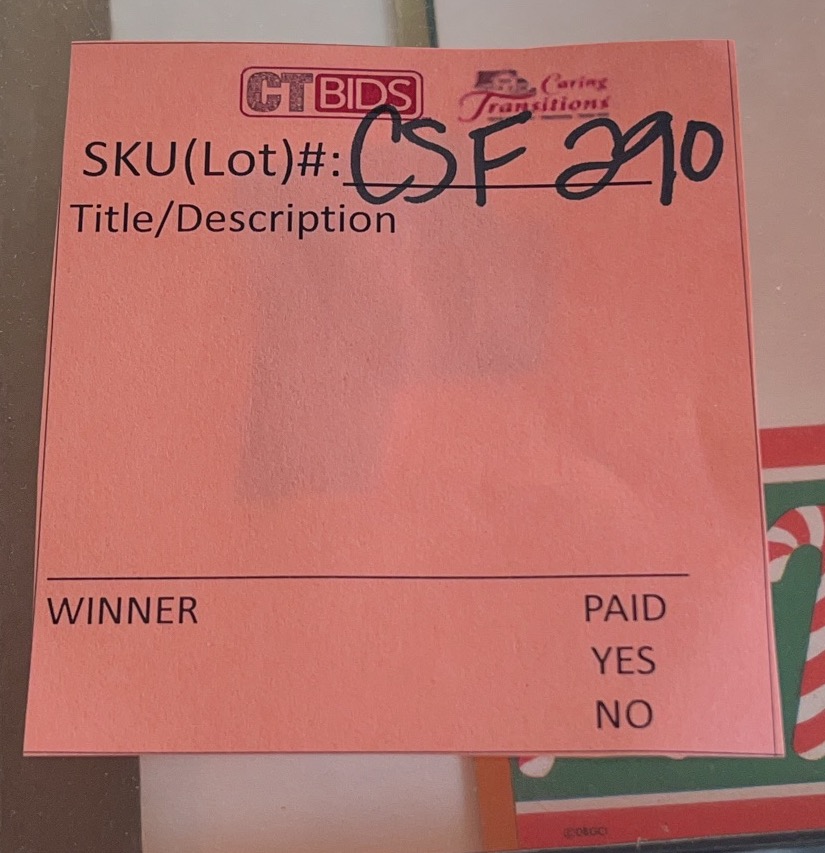 CTBIDS Caring Transitions
SKU(Lot)#: CSF 290
Title/Description
WINNER PAID
YES
NO